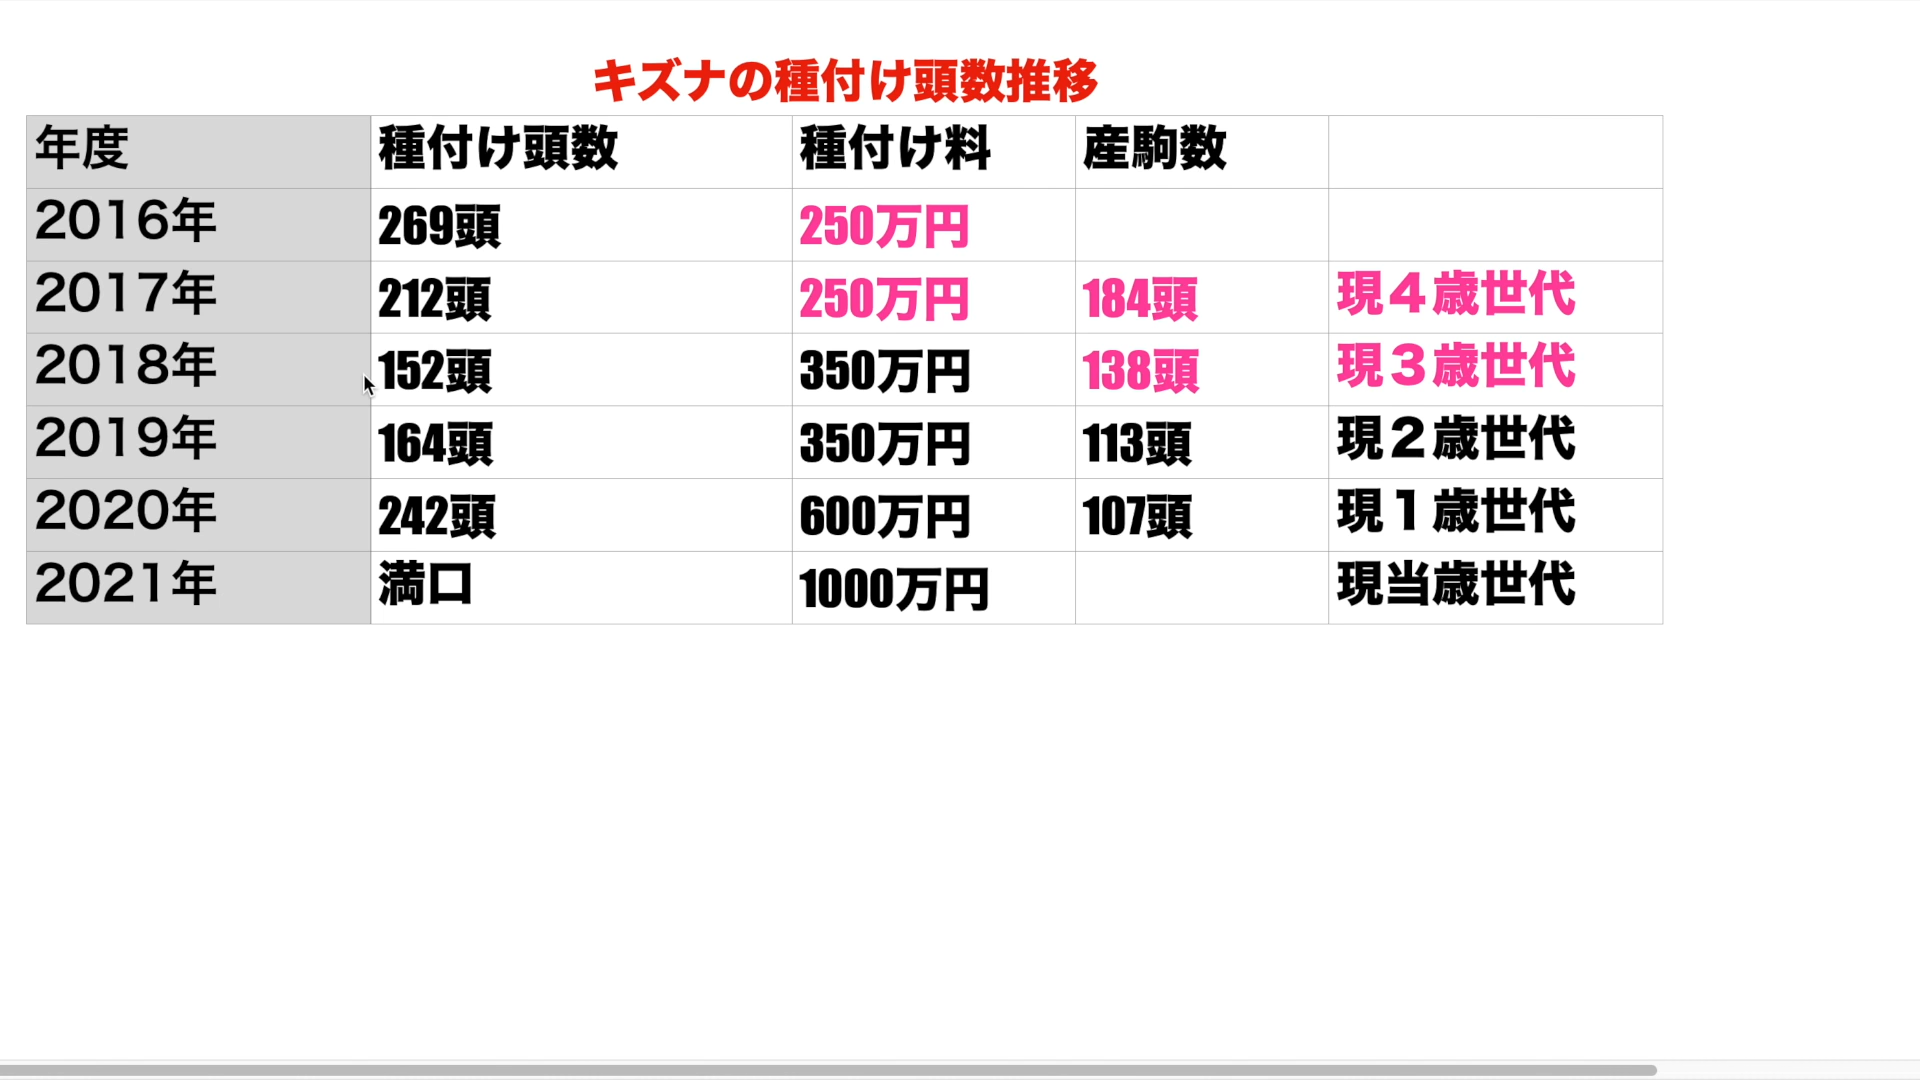 キズナの種付け頭数推移
年度 種付け頭数 種付け料 産駒数
2016年 269頭 250万円
2017年 212頭 250万円 184頭 現４歳世代
2018年 152頭 350万円 138頭 現３歳世代
2019年 164頭 350万円 113頭 現２歳世代
2020年 242頭 600万円 107頭 現１歳世代
2021年 満口 1000万円 現当歳世代